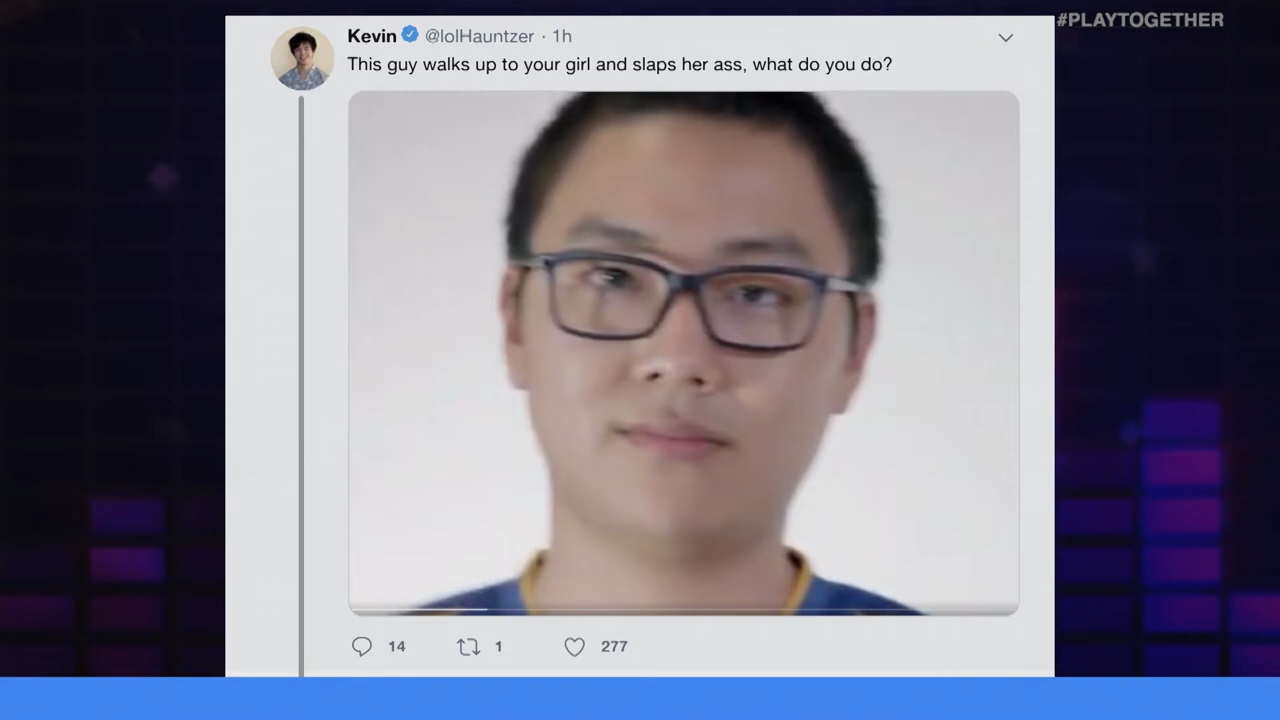 #PLAYTOGETHER
Kevin @lolHauntzer · 1h
This guy walks up to your girl and slaps her ass, what do you do?
14 1 277